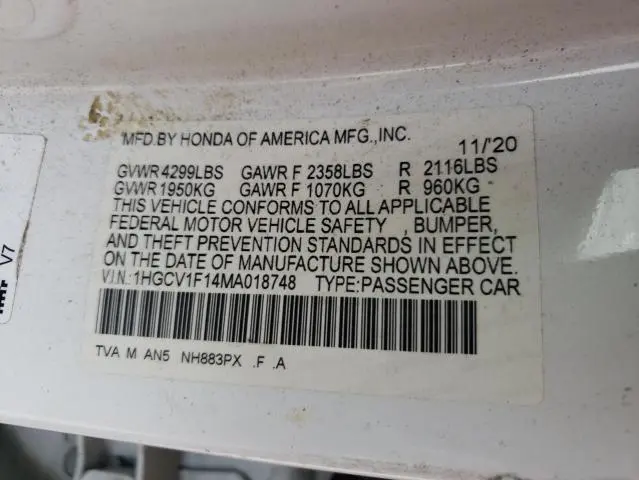 MFD.BY HONDA OF AMERICA MFG.,INC. 11/'20
GVWR 4299LBS GAWR F 2358LBS R 2116LBS
GVWR 1950KG GAWR F 1070KG R 960KG
THIS VEHICLE CONFORMS TO ALL APPLICABLE
FEDERAL MOTOR VEHICLE SAFETY , BUMPER,
AND THEFT PREVENTION STANDARDS IN EFFECT
ON THE DATE OF MANUFACTURE SHOWN ABOVE.
V.I.N.:1HGCV1F14MA018748 TYPE:PASSENGER CAR
TVA M AN5 NH883PX .F .A
V7